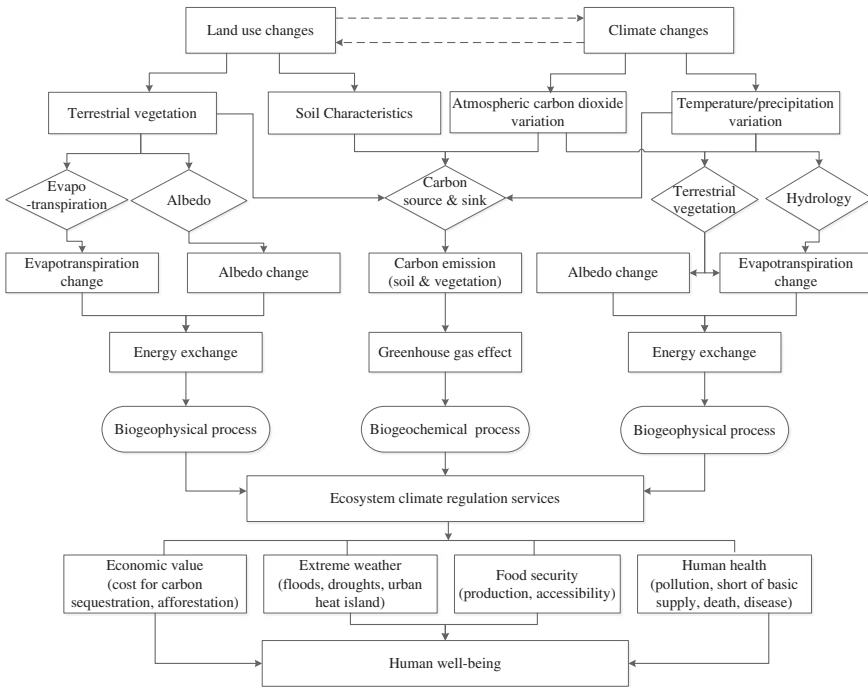 Land use changes
Climate changes
Terrestrial vegetation
Soil Characteristics
Atmospheric carbon dioxide
variation
Temperature/precipitation
variation
Evapo
-transpiration
Albedo
Carbon
source & sink
Terrestrial
vegetation
Hydrology
Evapotranspiration
change
Albedo change
Carbon emission
(soil & vegetation)
Albedo change
Evapotranspiration
change
Energy exchange
Greenhouse gas effect
Energy exchange
Biogeophysical process
Biogeochemical process
Biogeophysical process
Ecosystem climate regulation services
Economic value
(cost for carbon
sequestration, afforestation)
Extreme weather
(floods, droughts, urban
heat island)
Food security
(production, accessibility)
Human health
(pollution, short of basic
supply, death, disease)
Human well-being